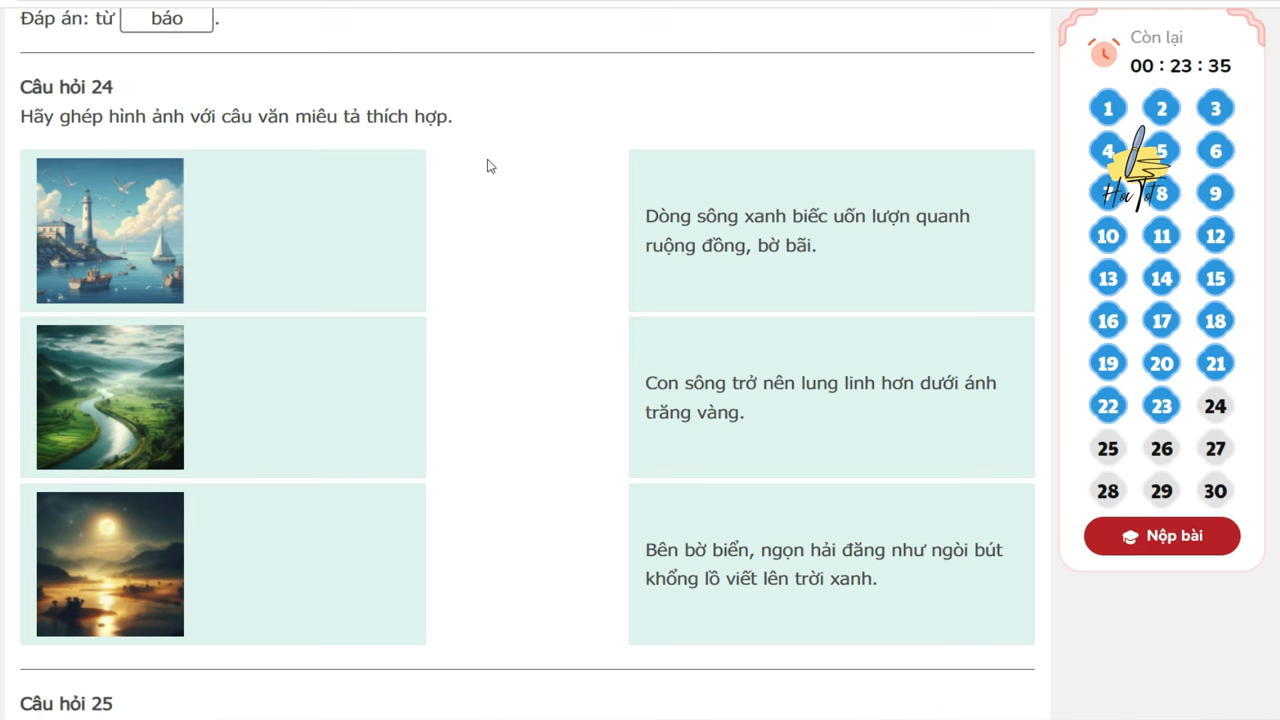 Đáp án: từ báo .
Câu hỏi 24
Hãy ghép hình ảnh với câu văn miêu tả thích hợp.
Dòng sông xanh biếc uốn lượn quanh
ruộng đồng, bờ bãi.
Con sông trở nên lung linh hơn dưới ánh
trăng vàng.
Bên bờ biển, ngọn hải đăng như ngòi bút
khổng lồ viết lên trời xanh.
Câu hỏi 25
Còn lại
00 : 23 : 35
1 2 3
4 5 6
8 9
Học Tốt
10 11 12
13 14 15
16 17 18
19 20 21
22 23 24
25 26 27
28 29 30
Nộp bài